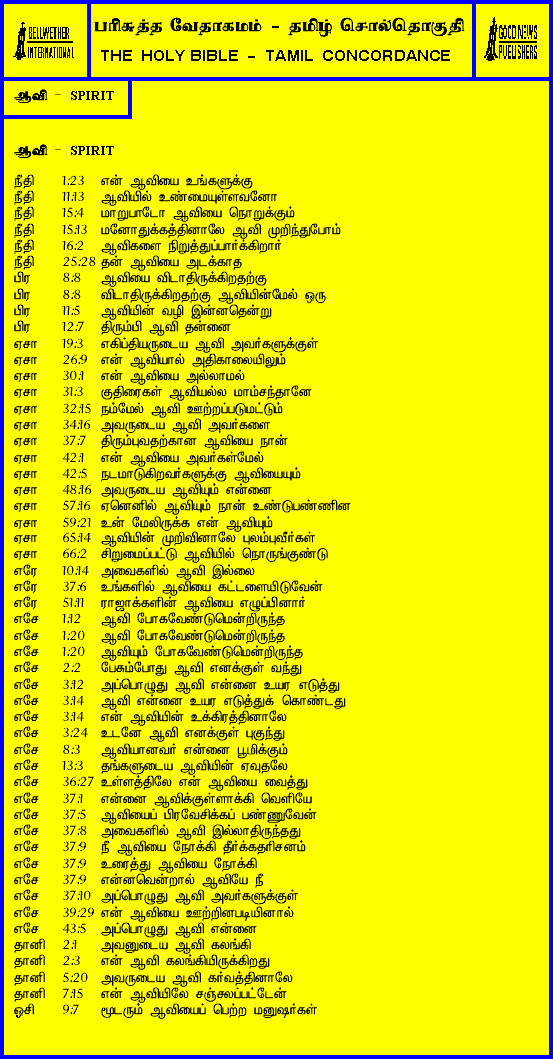 BELLWETHER
INTERNATIONAL
பரிசுத்த வேதாகமம் - தமிழ் சொல்தொகுதி
THE HOLY BIBLE - TAMIL CONCORDANCE
GOOD NEWS
PUBLISHERS
ஆவி - SPIRIT
ஆவி - SPIRIT
நீதி 1:23 என் ஆவியை உங்களுக்கு
நீதி 11:13 ஆவியில் உண்மையுள்ளவனோ
நீதி 15:4 மாறுபாடோ ஆவியை நொறுக்கும்
நீதி 15:13 மனோதுக்கத்தினாலே ஆவி முறிந்துபோம்
நீதி 16:2 ஆவிகளை நிறுத்துப்பார்க்கிறார்
நீதி 25:28 தன் ஆவியை அடக்காத
பிர 8:8 ஆவியை விடாதிருக்கிறதற்கு
பிர 8:8 விடாதிருக்கிறதற்கு ஆவியின்மேல் ஒரு
பிர 11:5 ஆவியின் வழி இன்னதென்று
பிர 12:7 திரும்பி ஆவி தன்னை
ஏசா 19:3 எகிப்தியருடைய ஆவி அவர்களுக்குள்
ஏசா 26:9 என் ஆவியால் அதிகாலையிலும்
ஏசா 30:1 என் ஆவியை அல்லாமல்
ஏசா 31:3 குதிரைகள் ஆவியல்ல மாம்சந்தானே
ஏசா 32:15 நம்மேல் ஆவி ஊற்றப்படுமட்டும்
ஏசா 34:16 அவருடைய ஆவி அவர்களை
ஏசா 37:7 திரும்புவதற்கான ஆவியை நான்
ஏசா 42:1 என் ஆவியை அவர்கள்மேல்
ஏசா 42:5 நடமாடுகிறவர்களுக்கு ஆவியையும்
ஏசா 48:16 அவருடைய ஆவியும் என்னை
ஏசா 57:16 ஏனெனில் ஆவியும் நான் உண்டுபண்ணின
ஏசா 59:21 உன் மேலிருக்க என் ஆவியும்
ஏசா 65:14 ஆவியின் முறிவினாலே புலம்புவீர்கள்
ஏசா 66:2 சிறுமைப்பட்டு ஆவியில் நொருங்குண்டு
எரே 10:14 அவைகளில் ஆவி இல்லை
எரே 37:6 உங்களில் ஆவியை கட்டளையிடுவேன்
எரே 51:11 ராஜாக்களின் ஆவியை எழுப்பினார்
எசே 1:12 ஆவி போகவேண்டுமென்றிருந்த
எசே 1:20 ஆவி போகவேண்டுமென்றிருந்த
எசே 1:20 ஆவியும் போகவேண்டுமென்றிருந்த
எசே 2:2 பேசும்போது ஆவி எனக்குள் வந்து
எசே 3:12 அப்பொழுது ஆவி என்னை உயர எடுத்து
எசே 3:14 ஆவி என்னை உயர எடுத்துக் கொண்டது
எசே 3:14 என் ஆவியின் உக்கிரத்தினாலே
எசே 3:24 உடனே ஆவி எனக்குள் புகுந்து
எசே 8:3 ஆவியானவர் என்னை பூமிக்கும்
எசே 13:3 தங்களுடைய ஆவியின் ஏவுதலே
எசே 36:27 உள்ளத்திலே என் ஆவியை வைத்து
எசே 37:1 என்னை ஆவிக்குள்ளாக்கி வெளியே
எசே 37:5 ஆவியைப் பிரவேசிக்கப் பண்ணுவேன்
எசே 37:8 அவைகளில் ஆவி இல்லாதிருந்தது
எசே 37:9 நீ ஆவியை நோக்கி தீர்க்கதரிசனம்
எசே 37:9 உரைத்து ஆவியை நோக்கி
எசே 37:9 என்னவென்றால் ஆவியே நீ
எசே 37:10 அப்பொழுது ஆவி அவர்களுக்குள்
எசே 39:29 என் ஆவியை ஊற்றினபடியினால்
எசே 43:5 அப்பொழுது ஆவி என்னை
தானி 2:1 அவனுடைய ஆவி கலங்கி
தானி 2:3 என் ஆவி கலங்கியிருக்கிறது
தானி 5:20 அவருடைய ஆவி கர்வத்தினாலே
தானி 7:15 என் ஆவியிலே சஞ்சலப்பட்டேன்
ஓசி 9:7 மூடரும் ஆவியைப் பெற்ற மனுஷர்கள்